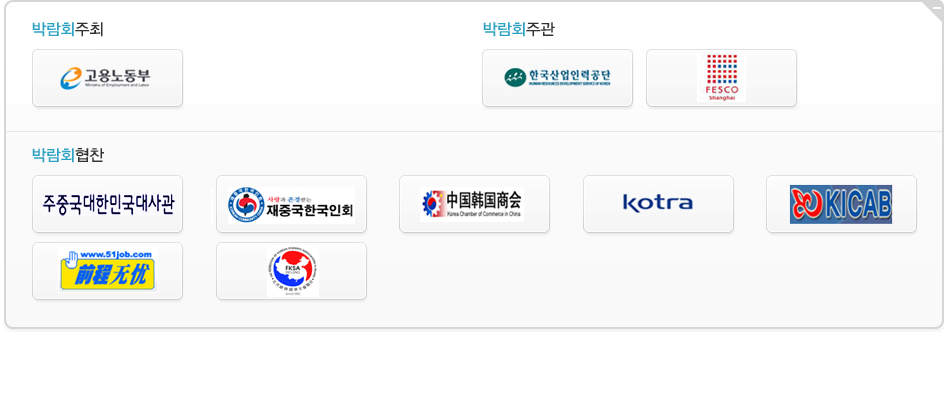 박람회주최
박람회주관
고용노동부
Ministry of Employment and Labor
한국산업인력공단
HUMAN RESOURCES DEVELOPMENT SERVICE OF KOREA
FESCO
Shanghai
박람회협찬
주중국대한민국대사관
사랑과 존경받는
재중국한국인회
中国韩国商会
Korea Chamber of Commerce in China
kotra
KICAB
www.51job.com
前程无忧
FKSA
BEIJING